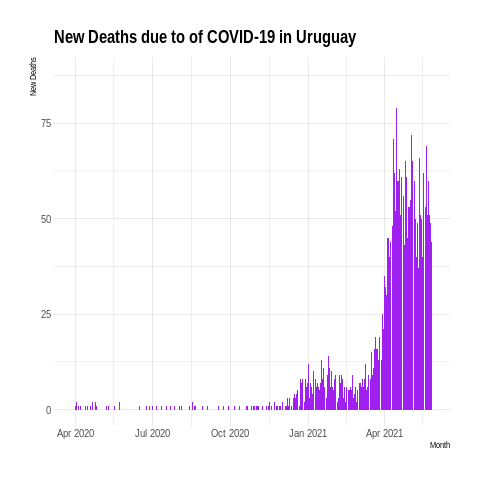 New Deaths due to of COVID-19 in Uruguay
New Deaths
75
50
25
0
Apr 2020 Jul 2020 Oct 2020 Jan 2021 Apr 2021
Month